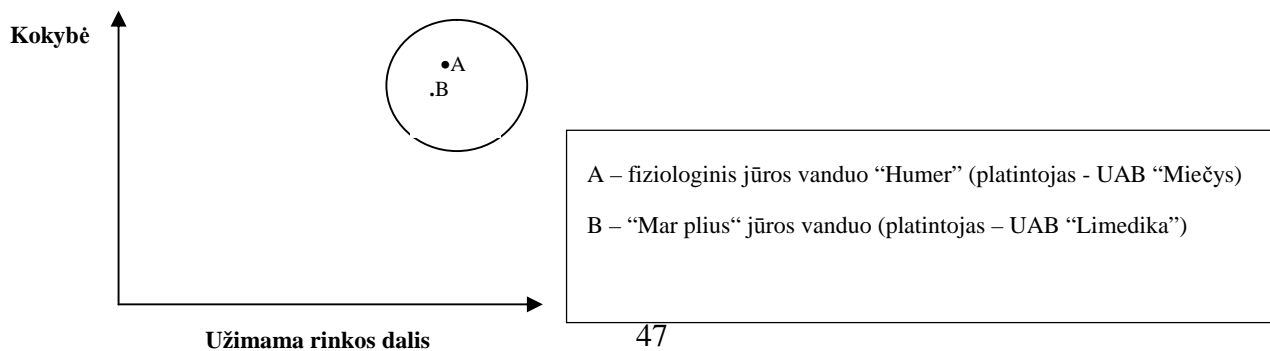 Kokybė
•A
.B
A – fiziologinis jūros vanduo “Humer” (platintojas - UAB “Miečys)
B – “Mar plius“ jūros vanduo (platintojas – UAB “Limedika”)
Užimama rinkos dalis
47